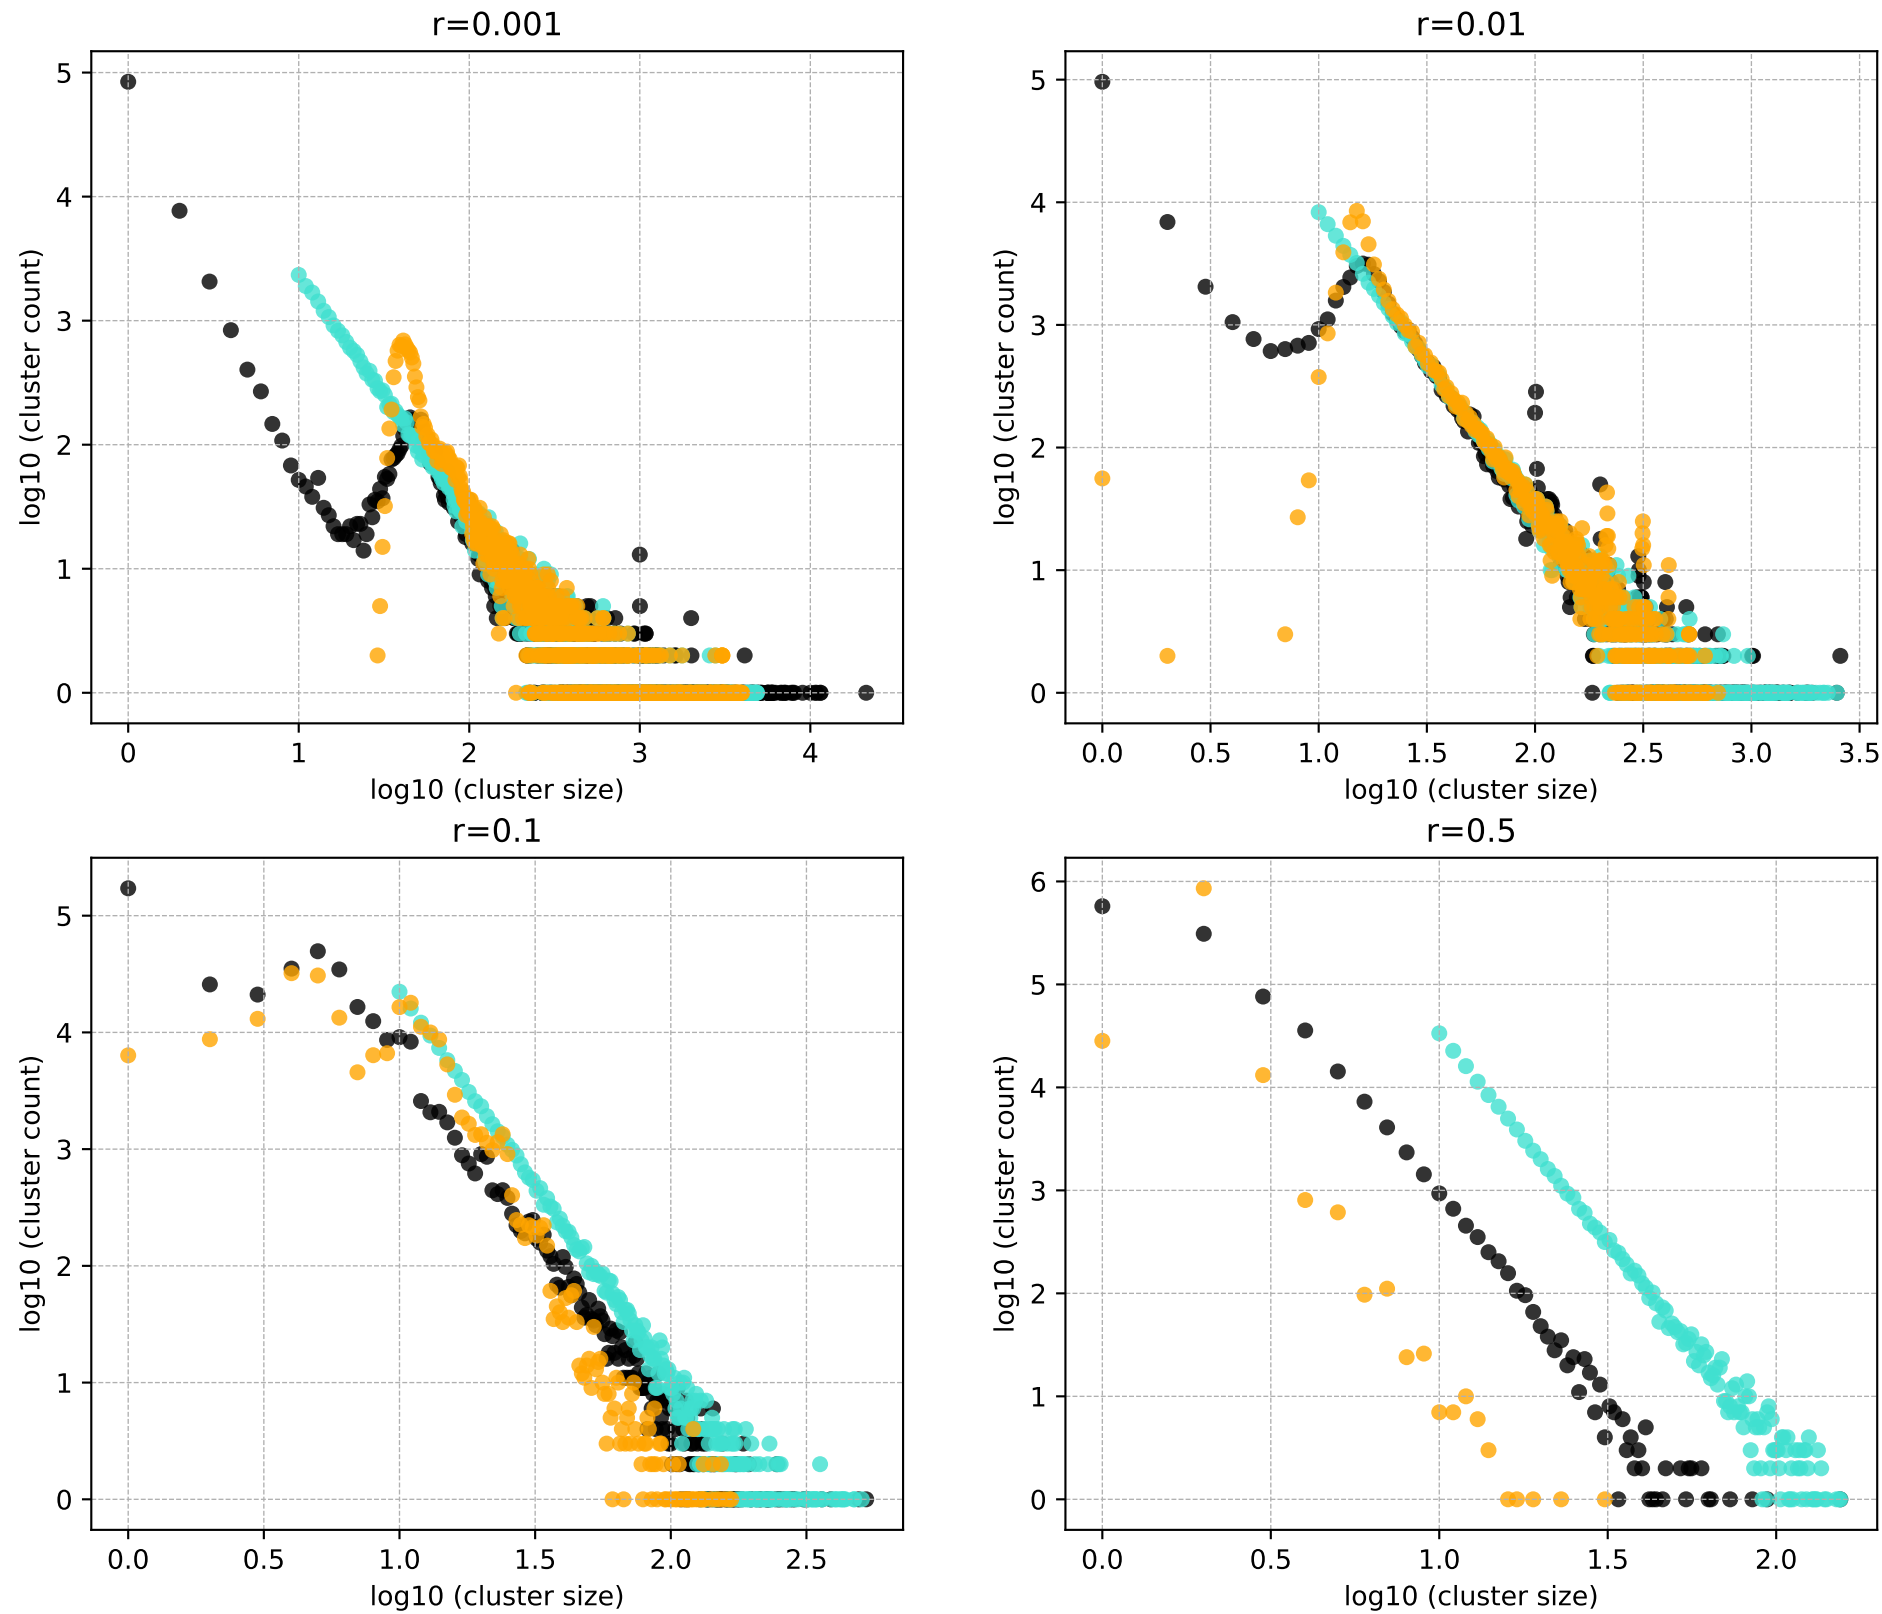 r=0.001
5
4
3
2
1
0
log10 (cluster count)
0 1 2 3 4
log10 (cluster size)
r=0.01
5
4
3
2
1
0
log10 (cluster count)
0.0 0.5 1.0 1.5 2.0 2.5 3.0 3.5
log10 (cluster size)
r=0.1
5
4
3
2
1
0
log10 (cluster count)
0.0 0.5 1.0 1.5 2.0 2.5
log10 (cluster size)
r=0.5
6
5
4
3
2
1
0
log10 (cluster count)
0.0 0.5 1.0 1.5 2.0
log10 (cluster size)